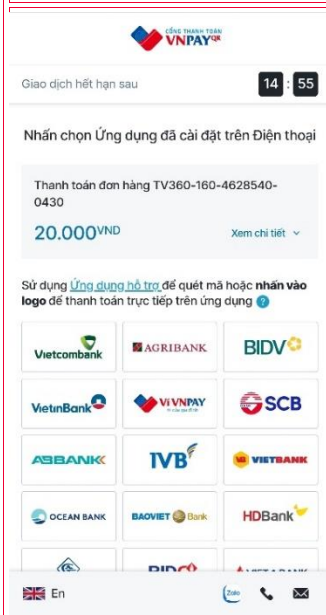 CỔNG THANH TOÁN
VNPAYQR
Giao dịch hết hạn sau
14 : 55
Nhấn chọn Ứng dụng đã cài đặt trên Điện thoại
Thanh toán đơn hàng TV360-160-4628540-
0430
20.000VND
Xem chi tiết
Sử dụng Ứng dụng hỗ trợ để quét mã hoặc nhấn vào
logo để thanh toán trực tiếp trên ứng dụng ?
Vietcombank AGRIBANK BIDV
VietinBank Ví VNPAY SCB
ABBANK IVB VIETBANK
OCEAN BANK BAOVIET Bank HDBank
En
Zalo